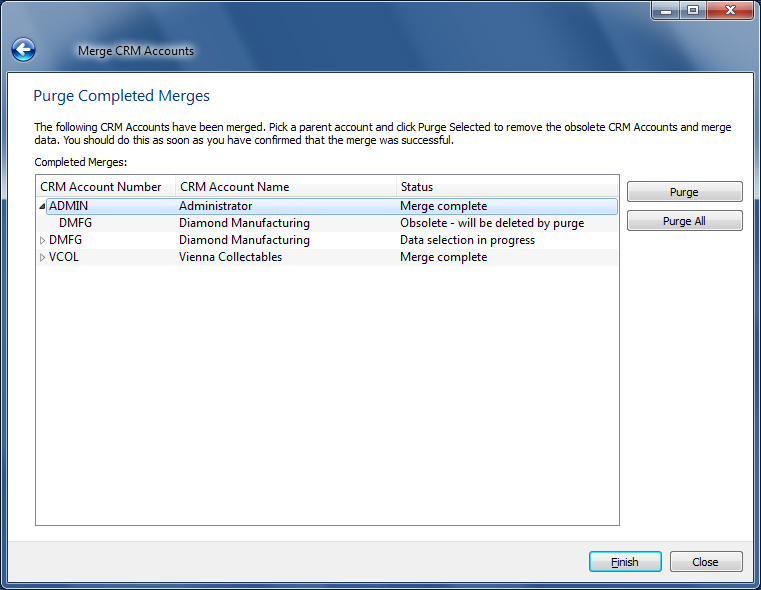 Merge CRM Accounts
Purge Completed Merges
The following CRM Accounts have been merged. Pick a parent account and click Purge Selected to remove the obsolete CRM Accounts and merge
data. You should do this as soon as you have confirmed that the merge was successful.
Completed Merges:
CRM Account Number CRM Account Name Status
ADMIN Administrator Merge complete
DMFG Diamond Manufacturing Obsolete - will be deleted by purge
DMFG Diamond Manufacturing Data selection in progress
VCOL Vienna Collectables Merge complete
Purge
Purge All
Finish Close